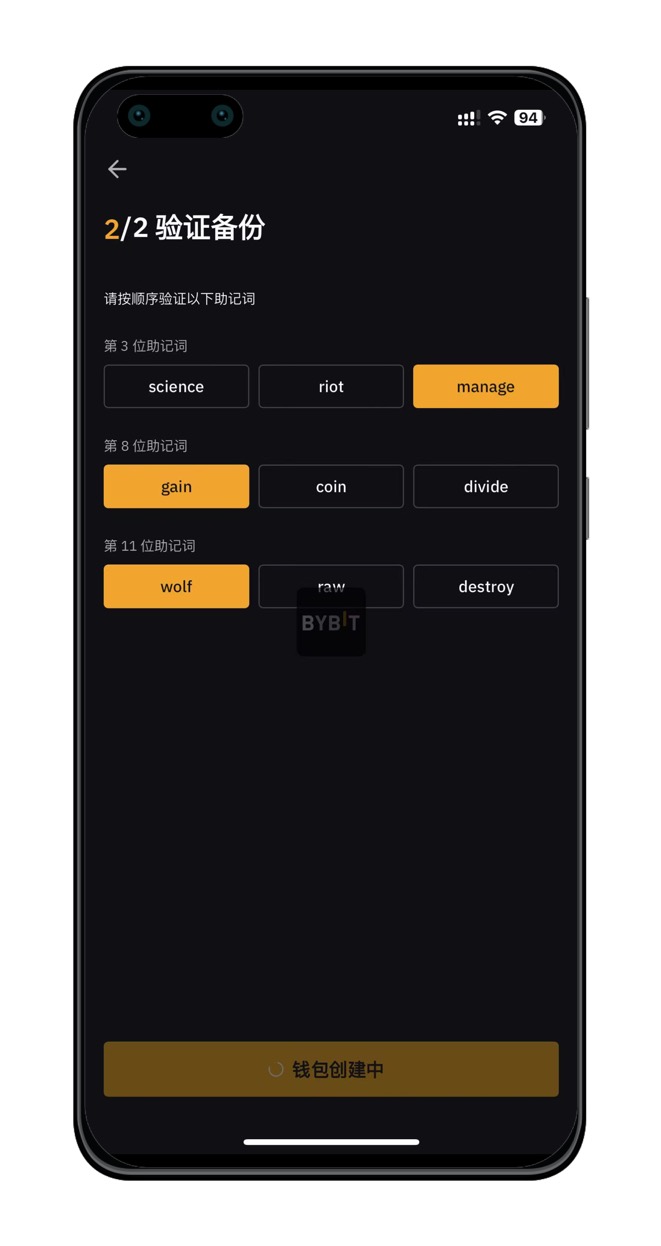 94
2/2 验证备份
请按顺序验证以下助记词
第 3 位助记词
science riot manage
第 8 位助记词
gain coin divide
第 11 位助记词
wolf raw destroy
BYBIT
钱包创建中